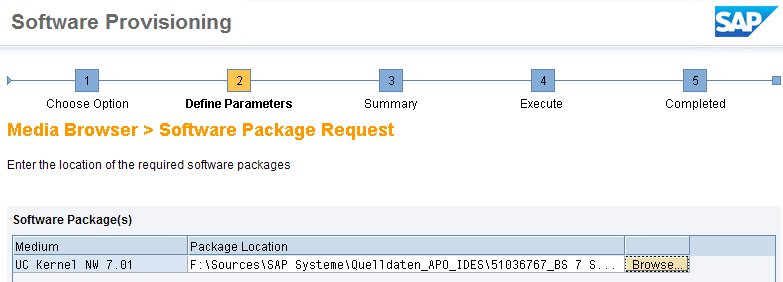 Software Provisioning
SAP
1
2
3
4
5
Choose Option
Define Parameters
Summary
Execute
Completed
Media Browser > Software Package Request
Enter the location of the required software packages
Software Package(s)
Medium Package Location
UC Kernel NW 7.01 F:\Sources\SAP Systeme\Quelldaten_APO_IDES\51036767_BS 7 S... Browse...